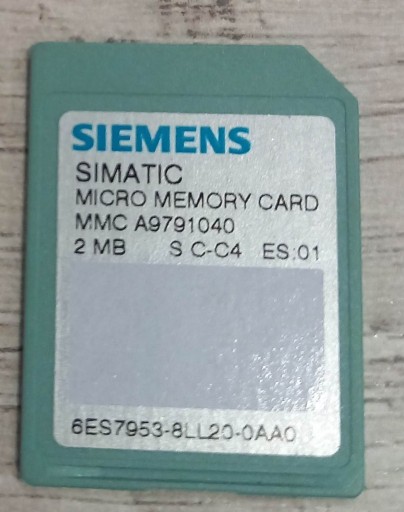 SIEMENS
SIMATIC
MICRO MEMORY CARD
MMC A9791040
2 MB S C-C4 ES:01
6ES7953-8LL20-0AA0